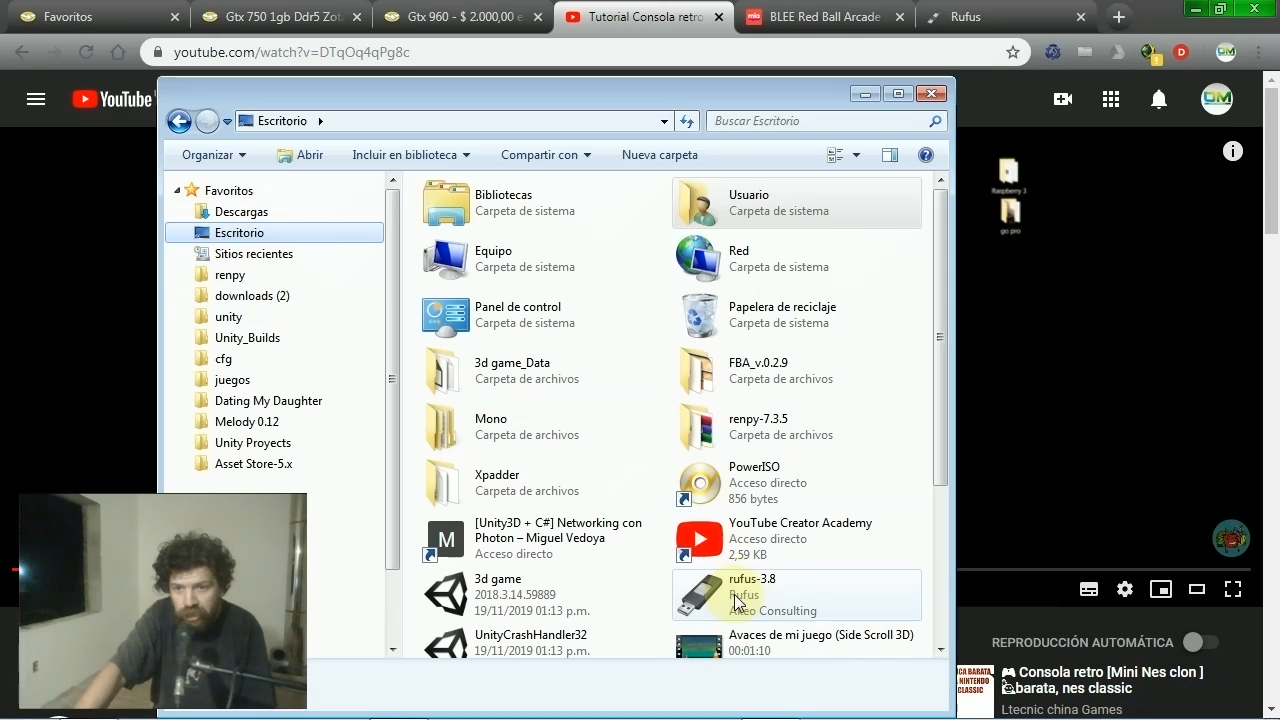 Favoritos
Gtx 750 1gb Ddr5 Zot
Gtx 960 - $ 2.000,00 e
Tutorial Consola retro
BLEE Red Ball Arcade
Rufus
youtube.com/watch?v=DTqOq4qPg8c
YouTube
Escritorio
Buscar Escritorio
Organizar
Abrir
Incluir en biblioteca
Compartir con
Nueva carpeta
Favoritos
Descargas
Escritorio
Sitios recientes
renpy
downloads (2)
unity
Unity_Builds
cfg
juegos
Dating My Daughter
Melody 0.12
Unity Proyects
Asset Store-5.x
Bibliotecas
Carpeta de sistema
Usuario
Carpeta de sistema
Equipo
Carpeta de sistema
Red
Carpeta de sistema
Panel de control
Carpeta de sistema
Papelera de reciclaje
Carpeta de sistema
3d game_Data
Carpeta de archivos
FBA_v.0.2.9
Carpeta de archivos
Mono
Carpeta de archivos
renpy-7.3.5
Carpeta de archivos
Xpadder
Carpeta de archivos
PowerISO
Acceso directo
856 bytes
[Unity3D + C#] Networking con
Photon – Miguel Vedoya
Acceso directo
YouTube Creator Academy
Acceso directo
2,59 KB
3d game
2018.3.14.59889
19/11/2019 01:13 p.m.
rufus-3.8
Rufus
Akeo Consulting
UnityCrashHandler32
19/11/2019 01:13 p.m.
Avaces de mi juego (Side Scroll 3D)
00:01:10
Raspberry 3
go pro
REPRODUCCIÓN AUTOMÁTICA
Consola retro [Mini Nes clon ]
barata, nes classic
Ltecnic china Games